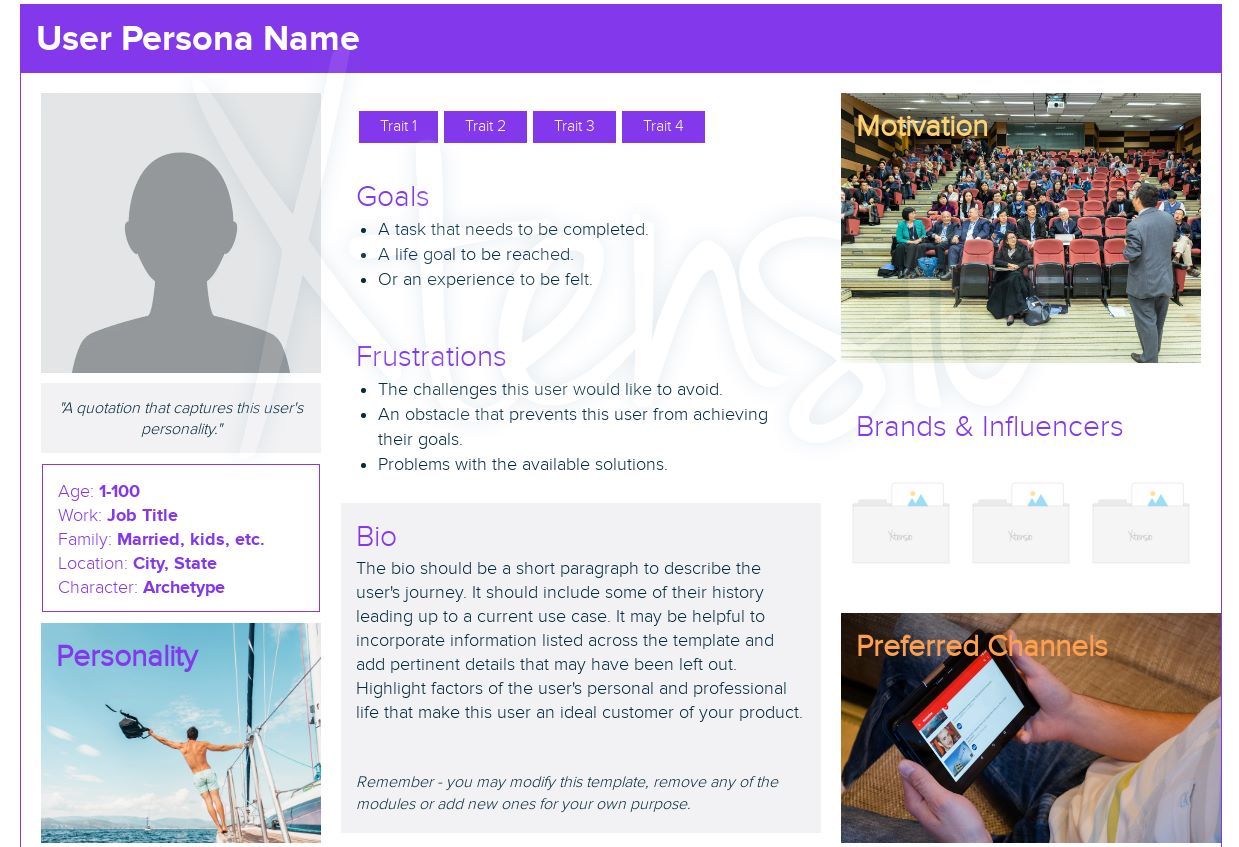 User Persona Name
"A quotation that captures this user's
personality."
Age: 1-100
Work: Job Title
Family: Married, kids, etc.
Location: City, State
Character: Archetype
Personality
Trait 1
Trait 2
Trait 3
Trait 4
Goals
• A task that needs to be completed.
• A life goal to be reached.
• Or an experience to be felt.
Frustrations
• The challenges this user would like to avoid.
• An obstacle that prevents this user from achieving
their goals.
• Problems with the available solutions.
Bio
The bio should be a short paragraph to describe the
user's journey. It should include some of their history
leading up to a current use case. It may be helpful to
incorporate information listed across the template and
add pertinent details that may have been left out.
Highlight factors of the user's personal and professional
life that make this user an ideal customer of your product.
Remember - you may modify this template, remove any of the
modules or add new ones for your own purpose.
Motivation
Brands & Influencers
Xtensio
Xtensio
Xtensio
Preferred Channels
Xtensio